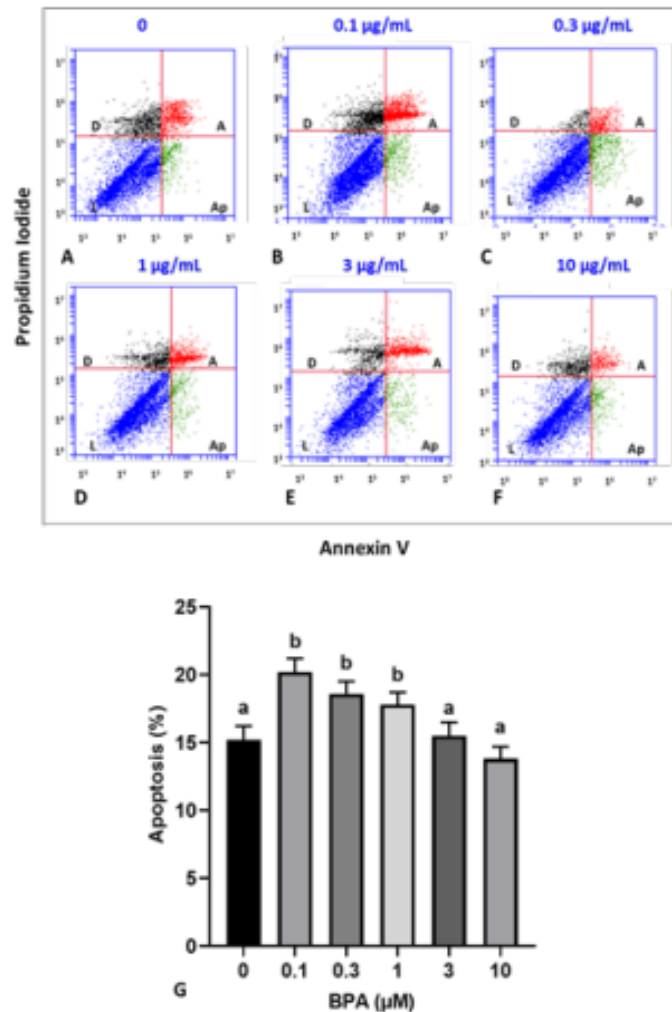 0
0.1 µg/mL
0.3 µg/mL
D
A
L
Ap
A
D
A
L
Ap
B
D
A
L
Ap
C
1 µg/mL
3 µg/mL
10 µg/mL
D
A
L
Ap
D
D
A
L
Ap
E
D
A
L
Ap
F
Propidium Iodide
Annexin V
25
20
15
10
5
0
a
b
b
b
a
a
Apoptosis (%)
0 0.1 0.3 1 3 10
G
BPA (µM)